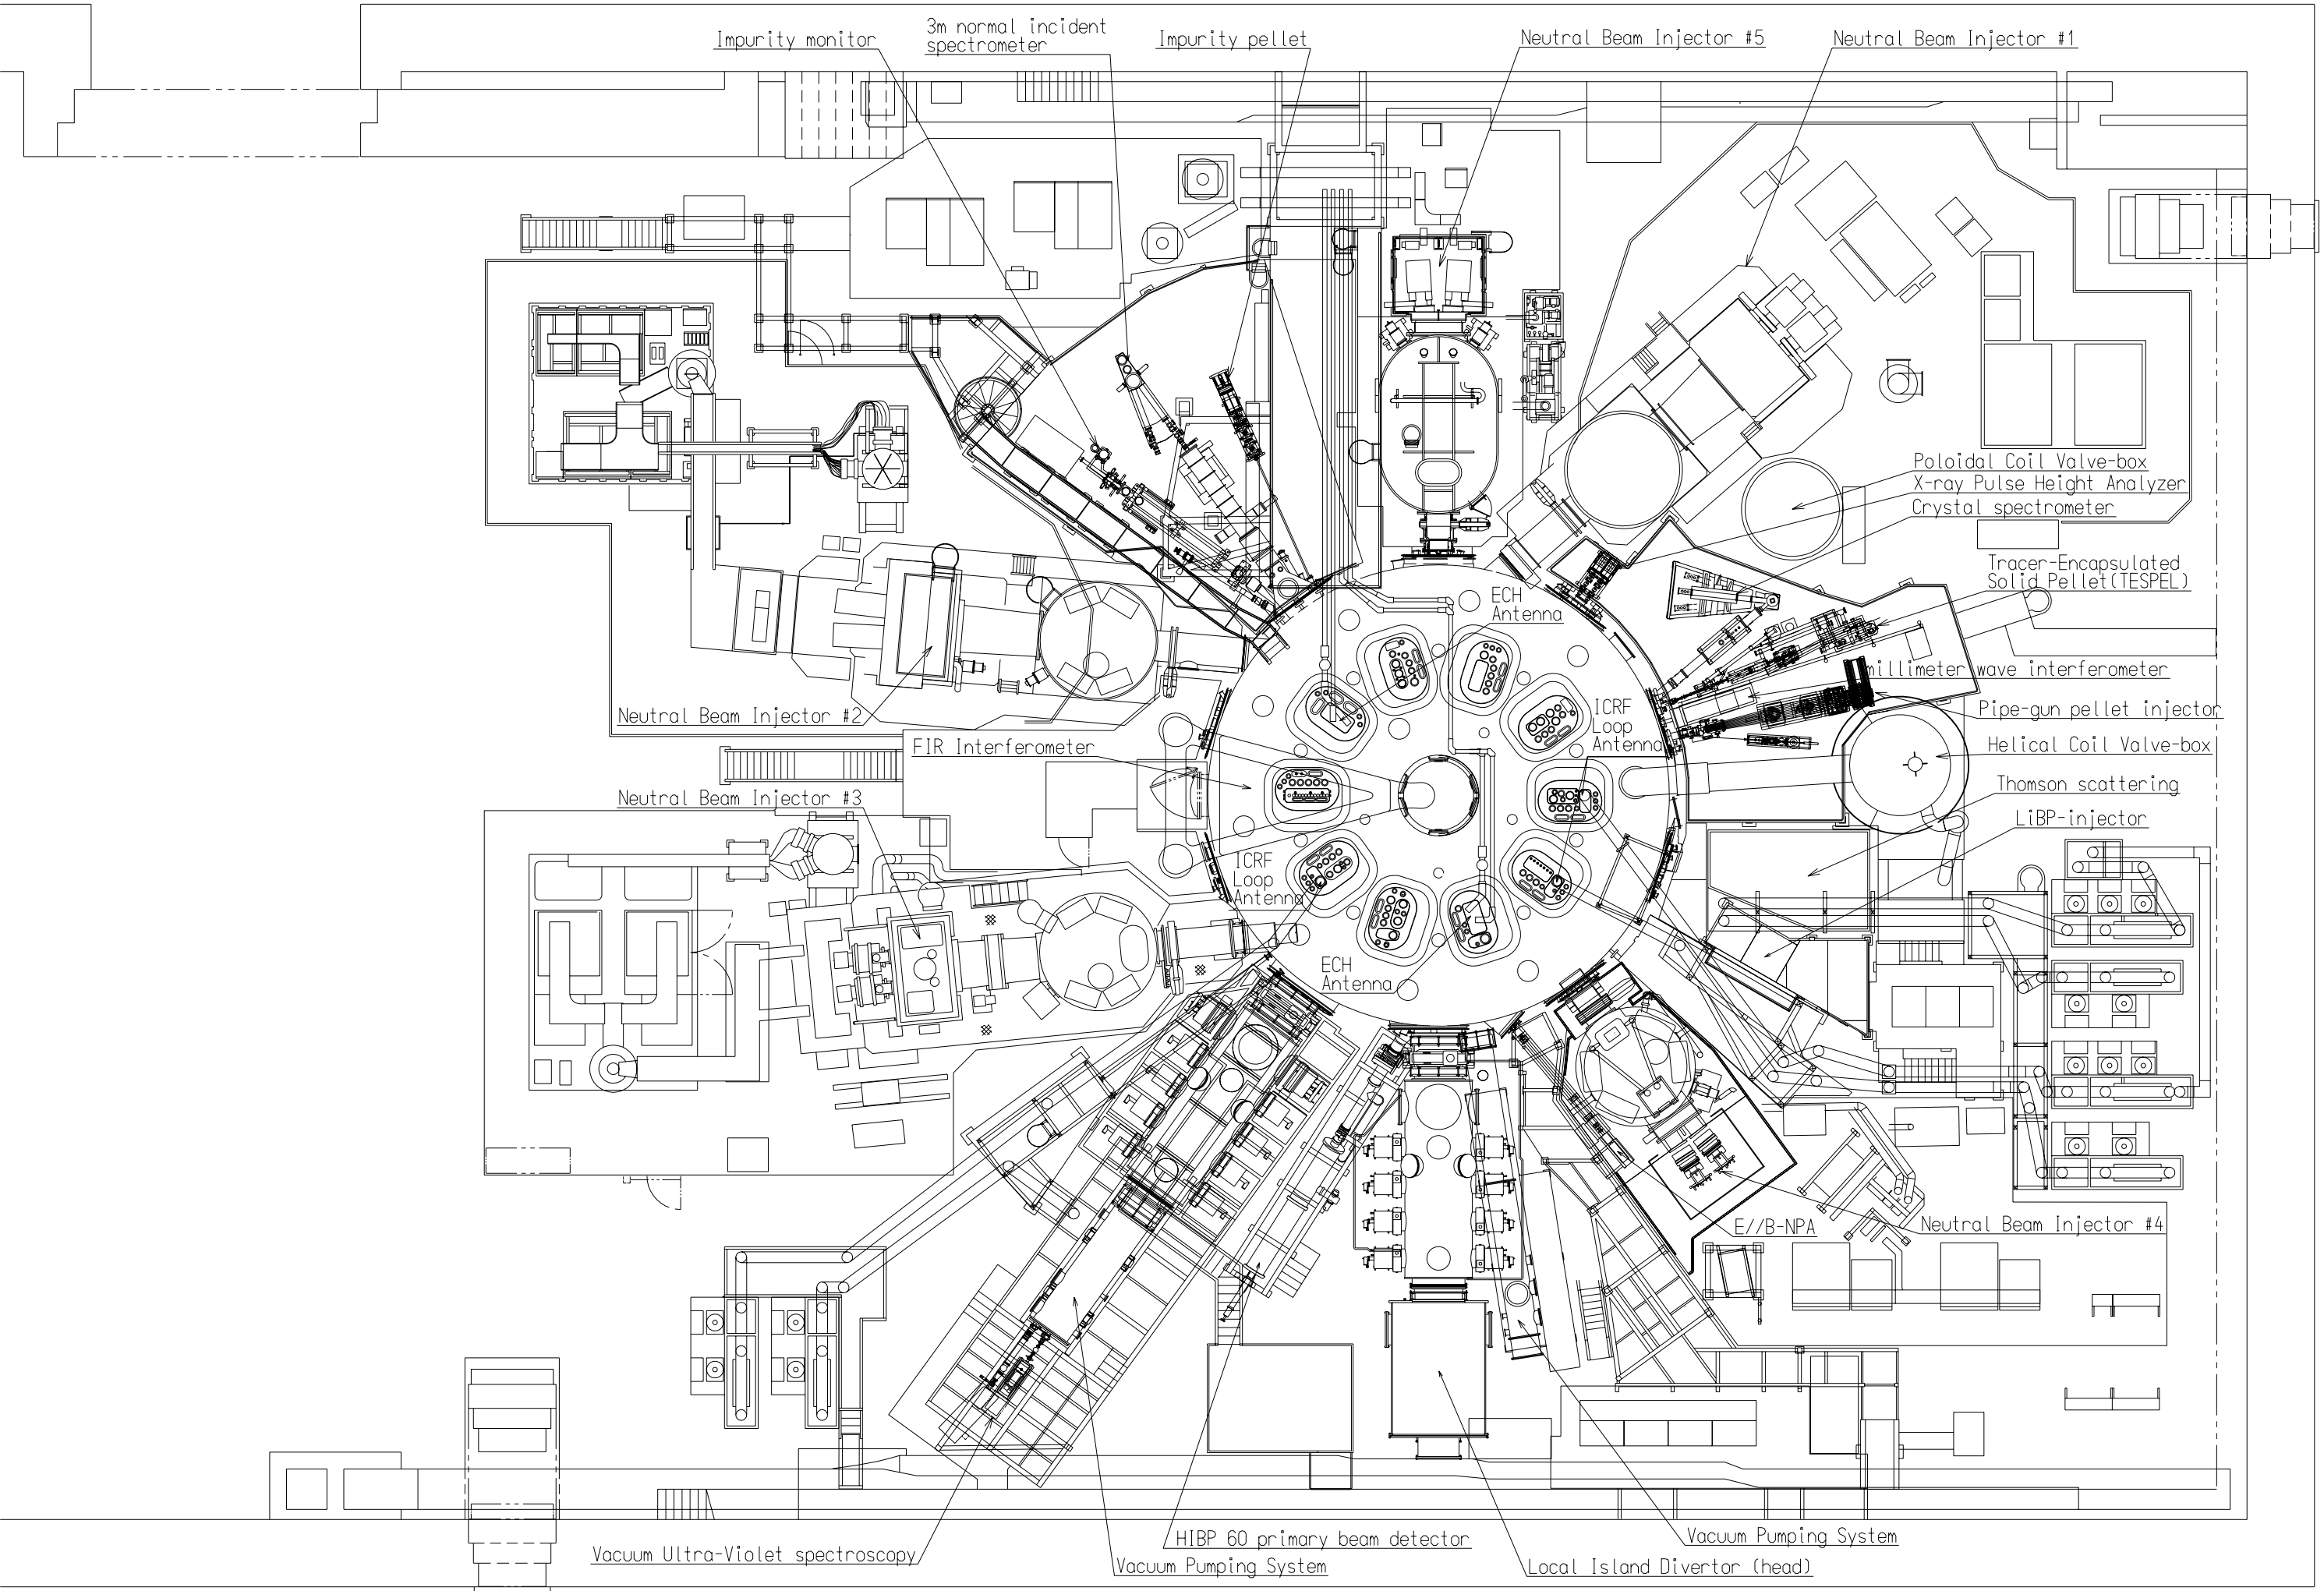 3m normal incident
spectrometer
Impurity monitor
Impurity pellet
Neutral Beam Injector #5
Neutral Beam Injector #1
Poloidal Coil Valve-box
X-ray Pulse Height Analyzer
Crystal spectrometer
Tracer-Encapsulated
Solid Pellet(TESPEL)
ECH
Antenna
millimeter wave interferometer
ICRF
Loop
Antenna
Neutral Beam Injector #2
Pipe-gun pellet injector
FIR Interferometer
Helical Coil Valve-box
Thomson scattering
Neutral Beam Injector #3
LiBP-injector
ICRF
Loop
Antenna
ECH
Antenna
E//B-NPA
Neutral Beam Injector #4
HIBP 60 primary beam detector
Vacuum Pumping System
Vacuum Ultra-Violet spectroscopy
Vacuum Pumping System
Local Island Divertor (head)